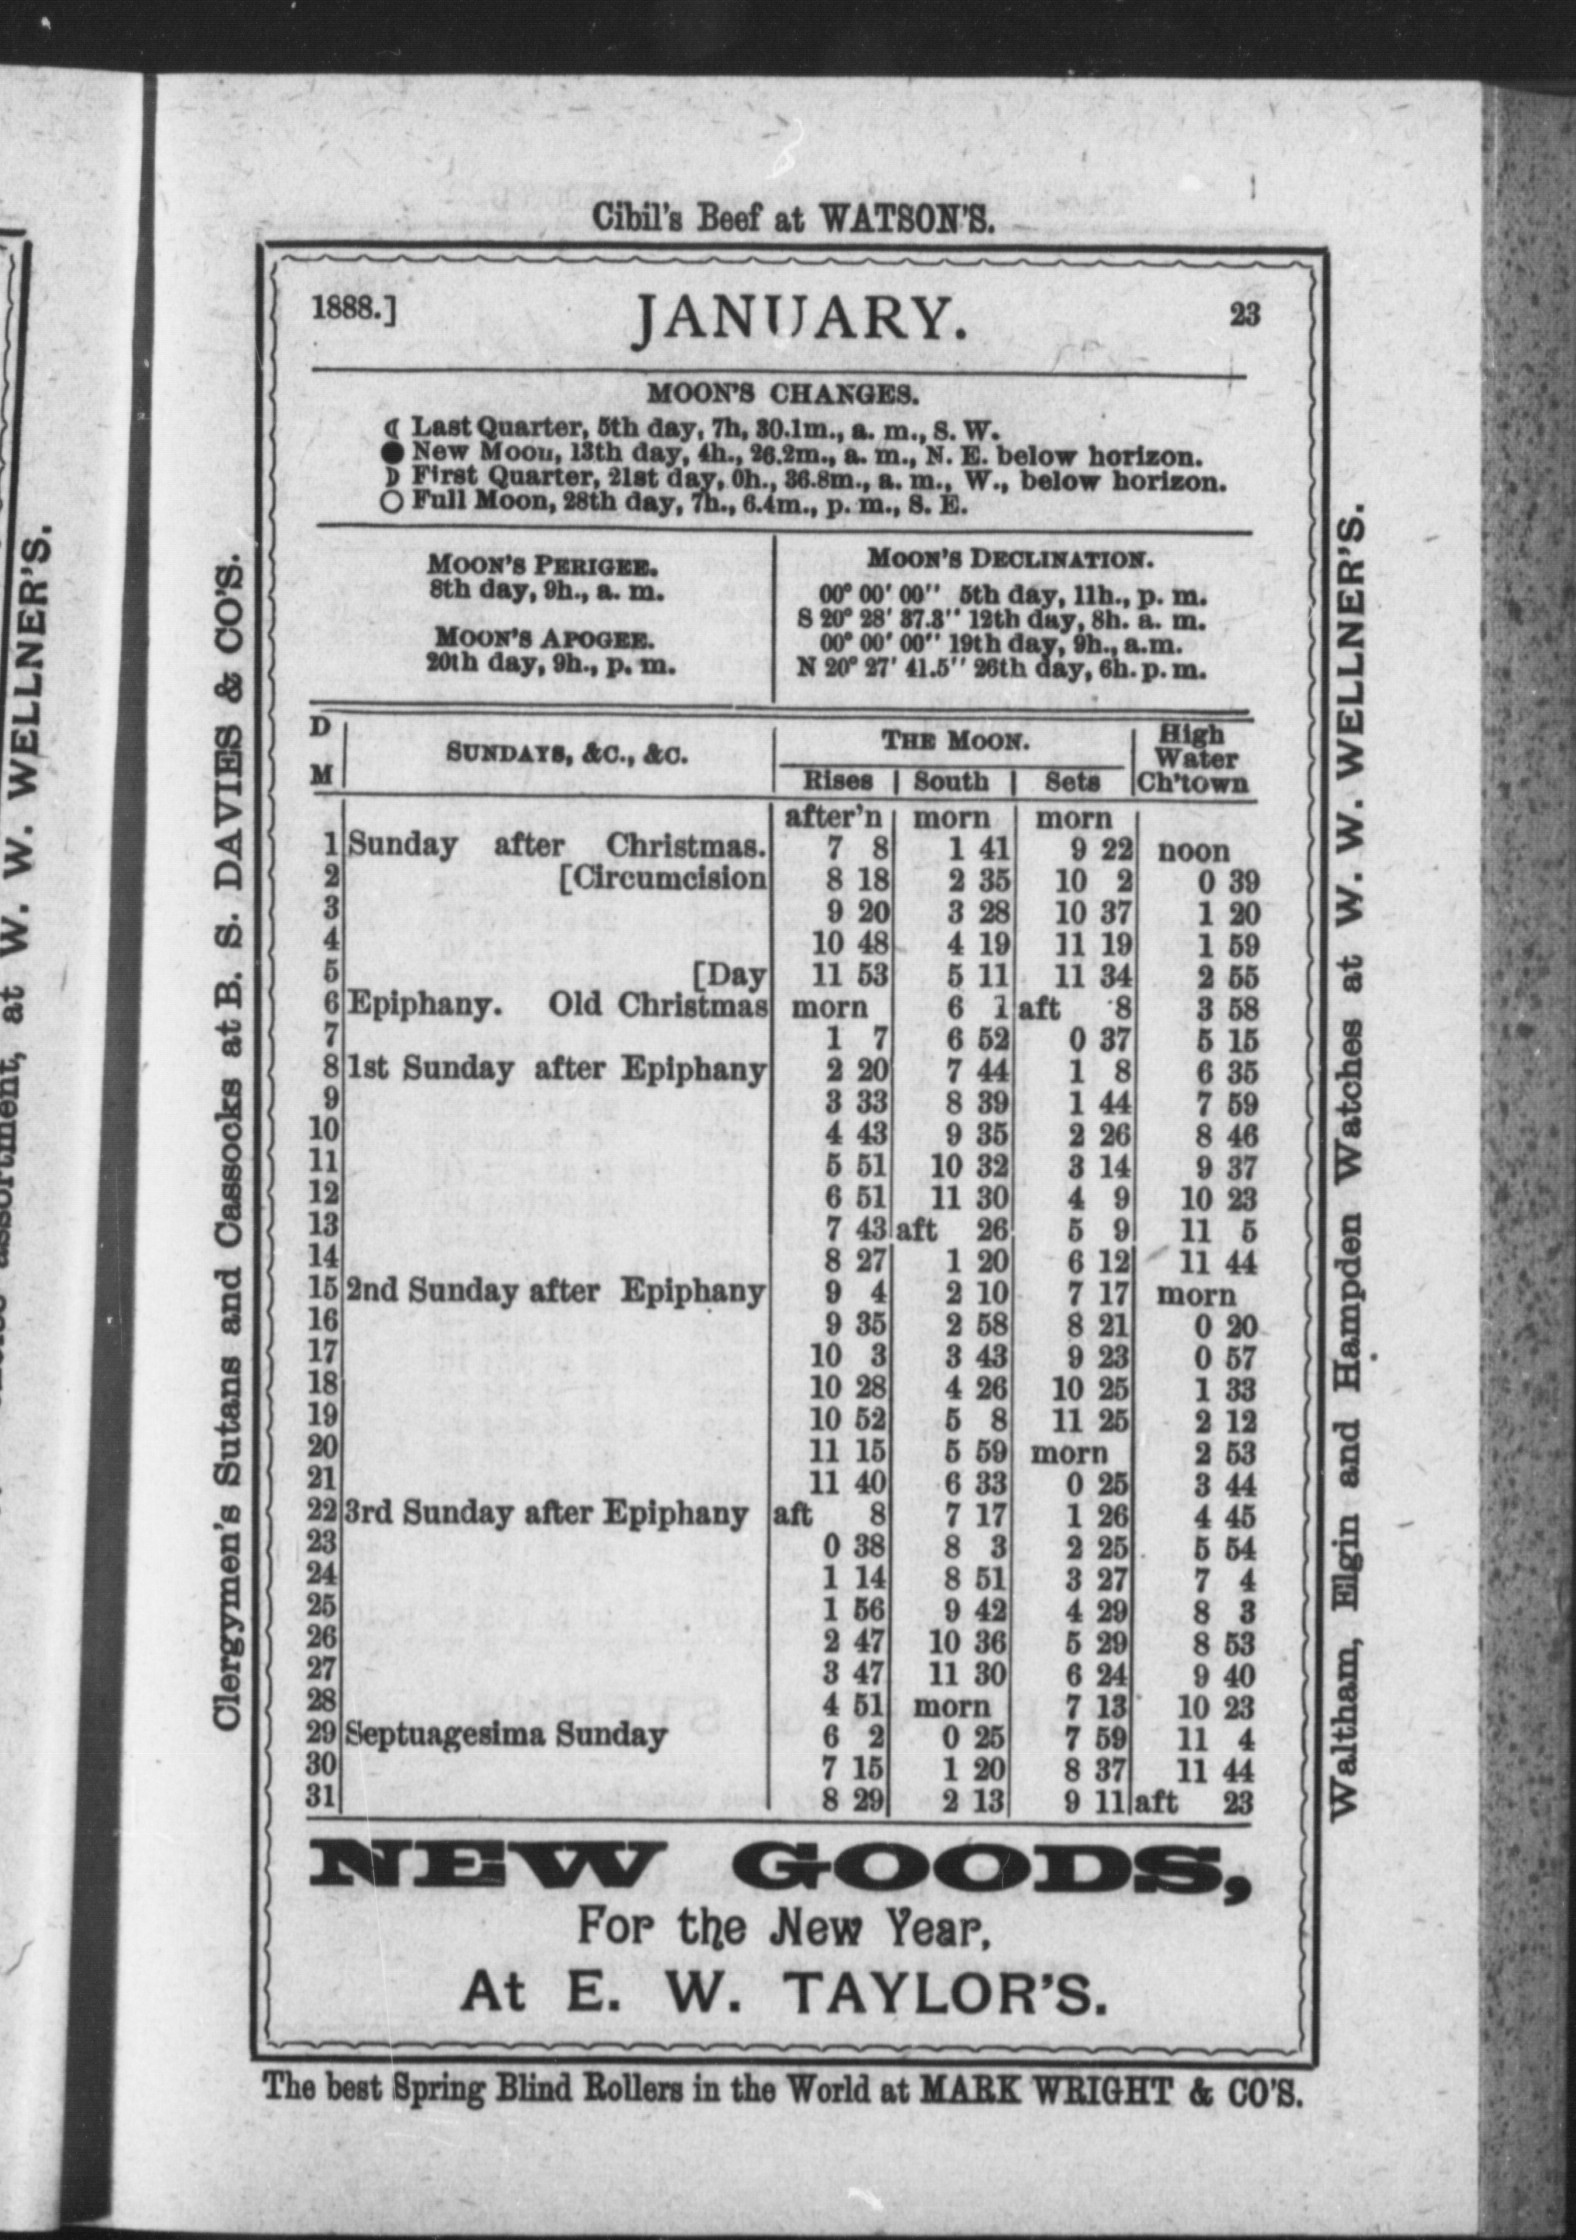 Cibil's Beef at WATSON'S.
1888.] JANUARY. 23
MOON'S CHANGES.
☾ Last Quarter, 5th day, 7h, 30.1m., a. m., S. W.
● New Moon, 13th day, 4h., 26.2m., a. m., N. E. below horizon.
☽ First Quarter, 21st day, 0h., 36.8m., a. m., W., below horizon.
○ Full Moon, 28th day, 7h., 6.4m., p. m., S. E.
MOON'S PERIGEE.
8th day, 9h., a. m.
MOON'S APOGEE.
20th day, 9h., p. m.
MOON'S DECLINATION.
00° 00' 00" 5th day, 11h., p. m.
S 20° 28' 37.3" 12th day, 8h. a. m.
00° 00' 00" 19th day, 9h., a.m.
N 20° 27' 41.5" 26th day, 6h. p. m.
D M SUNDAYS, &C., &C. THE MOON. High Water Ch'town
Rises South Sets
after'n morn morn
1 Sunday after Christmas. 7 8 1 41 9 22 noon
2 [Circumcision 8 18 2 35 10 2 0 39
3 9 20 3 28 10 37 1 20
4 10 48 4 19 11 19 1 59
5 [Day 11 53 5 11 11 34 2 55
6 Epiphany. Old Christmas morn 6 1 aft 8 3 58
7 1 7 6 52 0 37 5 15
8 1st Sunday after Epiphany 2 20 7 44 1 8 6 35
9 3 33 8 39 1 44 7 59
10 4 43 9 35 2 26 8 46
11 5 51 10 32 3 14 9 37
12 6 51 11 30 4 9 10 23
13 7 43 aft 26 5 9 11 5
14 8 27 1 20 6 12 11 44
15 2nd Sunday after Epiphany 9 4 2 10 7 17 morn
16 9 35 2 58 8 21 0 20
17 10 3 3 43 9 23 0 57
18 10 28 4 26 10 25 1 33
19 10 52 5 8 11 25 2 12
20 11 15 5 59 morn 2 53
21 11 40 6 33 0 25 3 44
22 3rd Sunday after Epiphany aft 8 7 17 1 26 4 45
23 0 38 8 3 2 25 5 54
24 1 14 8 51 3 27 7 4
25 1 56 9 42 4 29 8 3
26 2 47 10 36 5 29 8 53
27 3 47 11 30 6 24 9 40
28 4 51 morn 7 13 10 23
29 Septuagesima Sunday 6 2 0 25 7 59 11 4
30 7 15 1 20 8 37 11 44
31 8 29 2 13 9 11 aft 23
NEW GOODS,
For the New Year,
At E. W. TAYLOR'S.
The best Spring Blind Rollers in the World at MARK WRIGHT & CO'S.
Clergymen's Sutans and Cassocks at B. S. DAVIES & CO'S.
Waltham, Elgin and Hampden Watches at W. W. WELLNER'S.
assortment, at W. W. WELLNER'S.